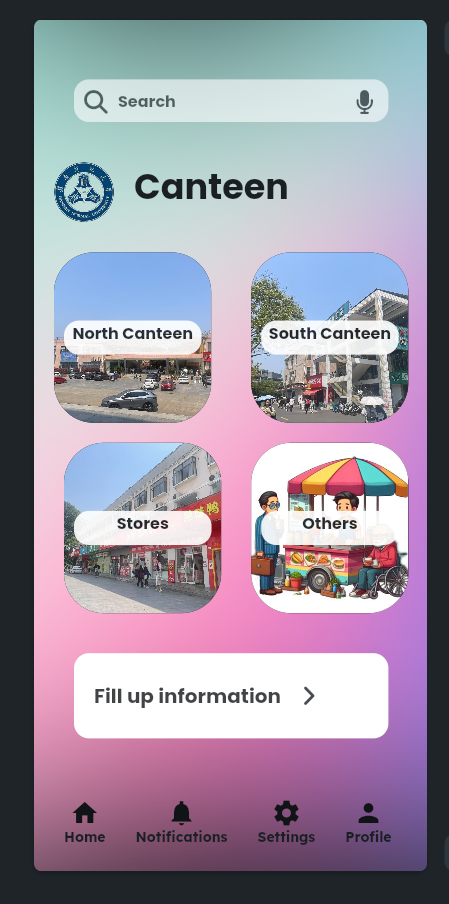 Search
Canteen
North Canteen
South Canteen
Stores
Others
Fill up information
Home
Notifications
Settings
Profile